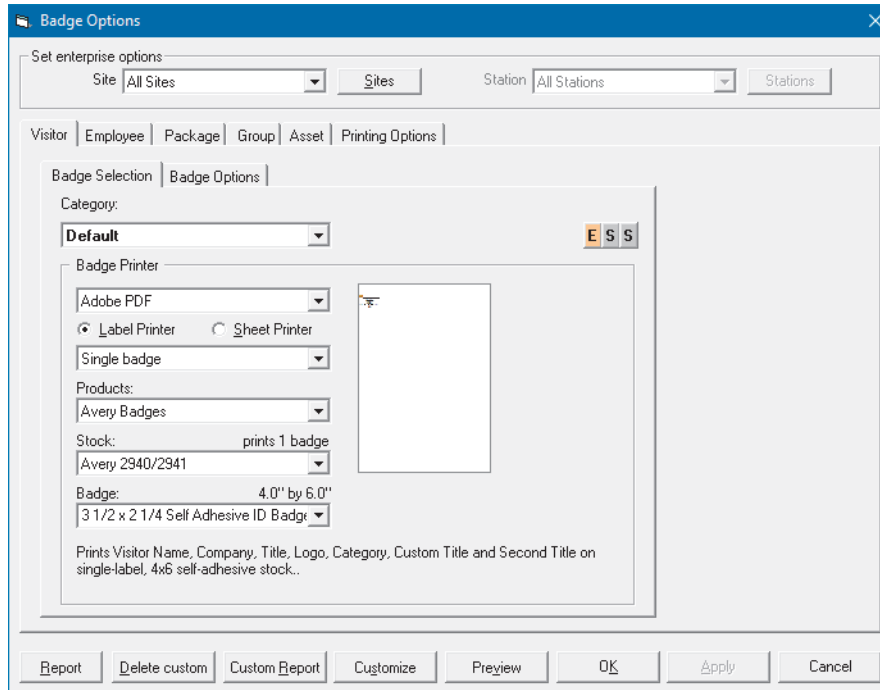 Badge Options
Set enterprise options
Site All Sites Sites Station All Stations Stations
Visitor Employee Package Group Asset Printing Options
Badge Selection Badge Options
Category:
Default E S S
Badge Printer
Adobe PDF
Label Printer Sheet Printer
Single badge
Products:
Avery Badges
Stock: prints 1 badge
Avery 2940/2941
Badge: 4.0" by 6.0"
3 1/2 x 2 1/4 Self Adhesive ID Badge
Prints Visitor Name, Company, Title, Logo, Category, Custom Title and Second Title on
single-label, 4x6 self-adhesive stock..
Report Delete custom Custom Report Customize Preview OK Apply Cancel